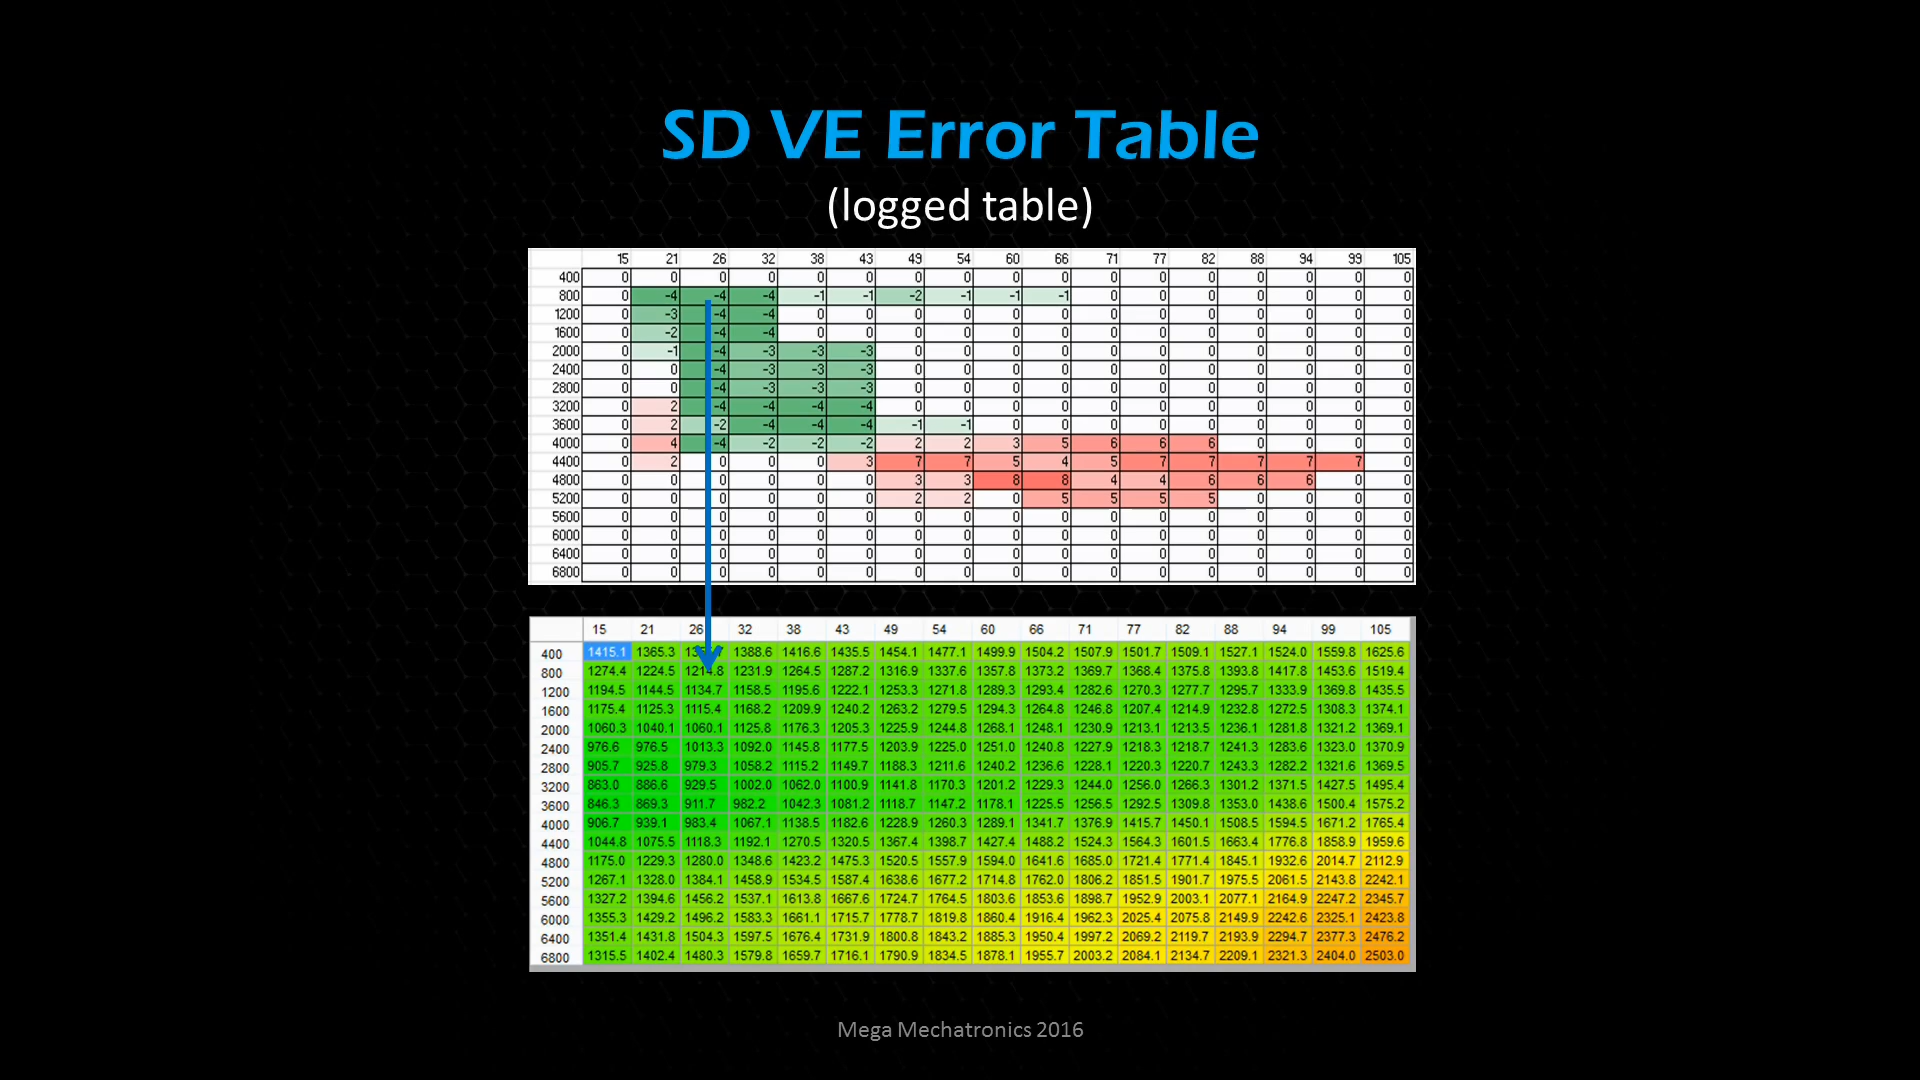 SD VE Error Table
(logged table)
15 21 26 32 38 43 49 54 60 66 71 77 82 88 94 99 105
400 0 0 0 0 0 0 0 0 0 0 0 0 0 0 0 0 0
800 0 -4 -4 -4 -1 -1 -2 -1 -1 -1 0 0 0 0 0 0 0
1200 0 -3 -4 -4 0 0 0 0 0 0 0 0 0 0 0 0 0
1600 0 -2 -4 -4 0 0 0 0 0 0 0 0 0 0 0 0 0
2000 0 -1 -4 -3 -3 -3 0 0 0 0 0 0 0 0 0 0 0
2400 0 0 -4 -3 -3 -3 0 0 0 0 0 0 0 0 0 0 0
2800 0 0 -4 -3 -3 -3 0 0 0 0 0 0 0 0 0 0 0
3200 0 2 -4 -4 -4 -4 0 0 0 0 0 0 0 0 0 0 0
3600 0 2 -2 -4 -4 -4 -1 -1 0 0 0 0 0 0 0 0 0
4000 0 4 -4 -2 -2 -2 2 2 3 5 6 6 6 0 0 0 0
4400 0 2 0 0 0 3 7 7 5 4 5 7 7 7 7 7 0
4800 0 0 0 0 0 0 3 3 8 8 4 4 6 6 6 0 0
5200 0 0 0 0 0 0 2 2 0 5 5 5 5 0 0 0 0
5600 0 0 0 0 0 0 0 0 0 0 0 0 0 0 0 0 0
6000 0 0 0 0 0 0 0 0 0 0 0 0 0 0 0 0 0
6400 0 0 0 0 0 0 0 0 0 0 0 0 0 0 0 0 0
6800 0 0 0 0 0 0 0 0 0 0 0 0 0 0 0 0 0
15 21 26 32 38 43 49 54 60 66 71 77 82 88 94 99 105
400 1415.1 1365.3 1388.6 1416.6 1435.5 1454.1 1477.1 1499.9 1504.2 1507.9 1501.7 1509.1 1527.1 1524.0 1559.8 1625.6
800 1274.4 1224.5 1214.8 1231.9 1264.5 1287.2 1316.9 1337.6 1357.8 1373.2 1369.7 1368.4 1375.8 1393.8 1417.8 1453.6 1519.4
1200 1194.5 1144.5 1134.7 1158.5 1195.6 1222.1 1253.3 1271.8 1289.3 1293.4 1282.6 1270.3 1277.7 1295.7 1333.9 1369.8 1435.5
1600 1175.4 1125.3 1115.4 1168.2 1209.9 1240.2 1263.2 1279.5 1294.3 1264.8 1246.8 1207.4 1214.9 1232.8 1272.5 1308.3 1374.1
2000 1060.3 1040.1 1060.1 1125.8 1176.3 1205.3 1225.9 1244.8 1268.1 1248.1 1230.9 1213.1 1213.5 1236.1 1281.8 1321.2 1369.1
2400 976.6 976.5 1013.3 1092.0 1145.8 1177.5 1203.9 1225.0 1251.0 1240.8 1227.9 1218.3 1218.7 1241.3 1283.6 1323.0 1370.9
2800 905.7 925.8 979.3 1058.2 1115.2 1149.7 1188.3 1211.6 1240.2 1236.6 1228.1 1220.3 1220.7 1243.3 1282.2 1321.6 1369.5
3200 863.0 886.6 929.5 1002.0 1062.0 1100.9 1141.8 1170.3 1201.2 1229.3 1244.0 1256.0 1266.3 1301.2 1371.5 1427.5 1495.4
3600 846.3 869.3 911.7 982.2 1042.3 1081.2 1118.7 1147.2 1178.1 1225.5 1256.5 1292.5 1309.8 1353.0 1438.6 1500.4 1575.2
4000 906.7 939.1 983.4 1067.1 1138.5 1182.6 1228.9 1260.3 1289.1 1341.7 1376.9 1415.7 1450.1 1508.5 1594.5 1671.2 1765.4
4400 1044.8 1075.5 1118.3 1192.1 1270.5 1320.5 1367.4 1398.7 1427.4 1488.2 1524.3 1564.3 1601.5 1663.4 1776.8 1858.9 1959.6
4800 1175.0 1229.3 1280.0 1348.6 1423.2 1475.3 1520.5 1557.9 1594.0 1641.6 1685.0 1721.4 1771.4 1845.1 1932.6 2014.7 2112.9
5200 1267.1 1328.0 1384.1 1458.9 1534.5 1587.4 1638.6 1677.2 1714.8 1762.0 1806.2 1851.5 1901.7 1975.5 2061.5 2143.8 2242.1
5600 1327.2 1394.6 1456.2 1537.1 1613.8 1667.6 1724.7 1764.5 1803.6 1853.6 1898.7 1952.9 2003.1 2077.1 2164.9 2247.2 2345.7
6000 1355.3 1429.2 1496.2 1583.3 1661.1 1715.7 1778.7 1819.8 1860.4 1916.4 1962.3 2025.4 2075.8 2149.9 2242.6 2325.1 2423.8
6400 1351.4 1431.8 1504.3 1597.5 1676.4 1731.9 1800.8 1843.2 1885.3 1950.4 1997.2 2069.2 2119.7 2193.9 2294.7 2377.3 2476.2
6800 1315.5 1402.4 1480.3 1579.8 1659.7 1716.1 1790.9 1834.5 1878.1 1955.7 2003.2 2084.1 2134.7 2209.1 2321.3 2404.0 2503.0
Mega Mechatronics 2016